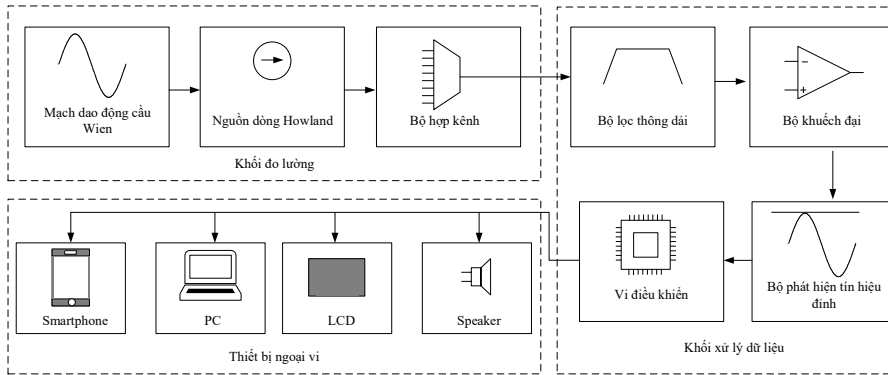 Mạch dao động cầu
Wien
Nguồn dòng Howland
Bộ hợp kênh
Khối đo lường
Bộ lọc thông dải
Bộ khuếch đại
Vi điều khiển
Bộ phát hiện tín hiệu
đỉnh
Khối xử lý dữ liệu
Smartphone
PC
LCD
Speaker
Thiết bị ngoại vi